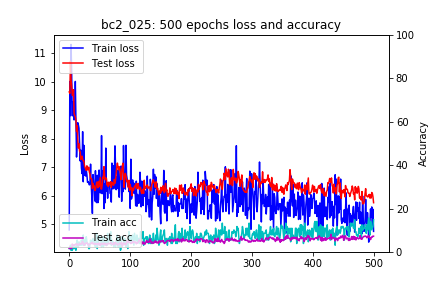 bc2_025: 500 epochs loss and accuracy
Train loss
Test loss
Train acc
Test acc
Loss
Accuracy
11
10
9
8
7
6
5
100
80
60
40
20
0
0
100
200
300
400
500